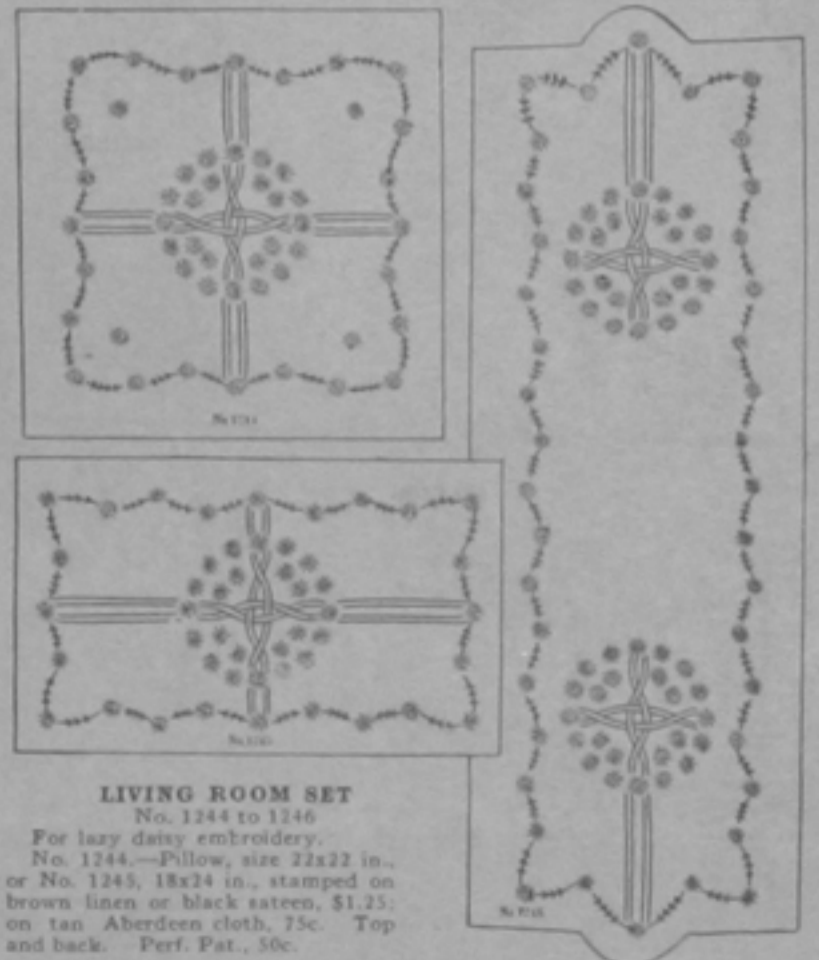 LIVING ROOM SET
No. 1244 to 1246
For lazy daisy embroidery.
No. 1244.—Pillow, size 22x22 in.,
or No. 1245, 18x24 in., stamped on
brown linen or black sateen, $1.25;
on tan Aberdeen cloth, 75c. Top
and back. Perf. Pat., 50c.